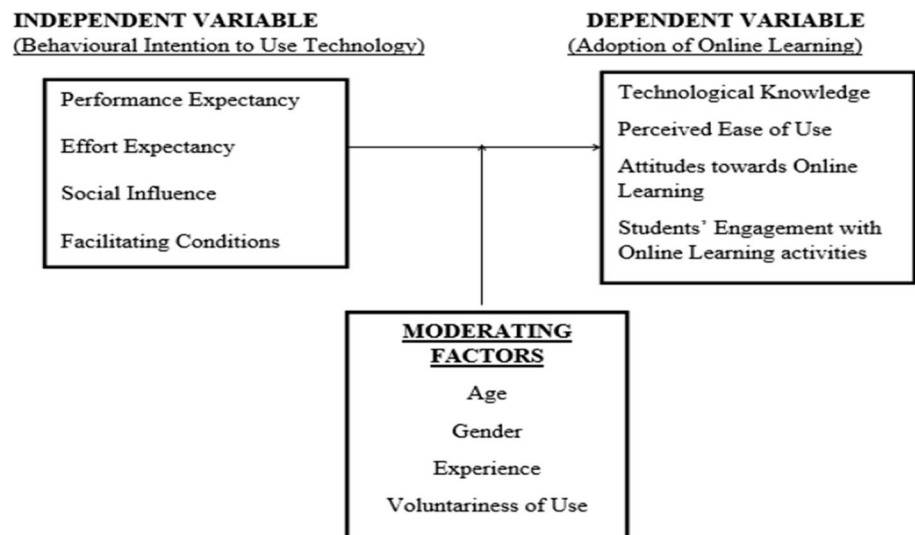 INDEPENDENT VARIABLE
(Behavioural Intention to Use Technology)
Performance Expectancy
Effort Expectancy
Social Influence
Facilitating Conditions
DEPENDENT VARIABLE
(Adoption of Online Learning)
Technological Knowledge
Perceived Ease of Use
Attitudes towards Online
Learning
Students’ Engagement with
Online Learning activities
MODERATING
FACTORS
Age
Gender
Experience
Voluntariness of Use